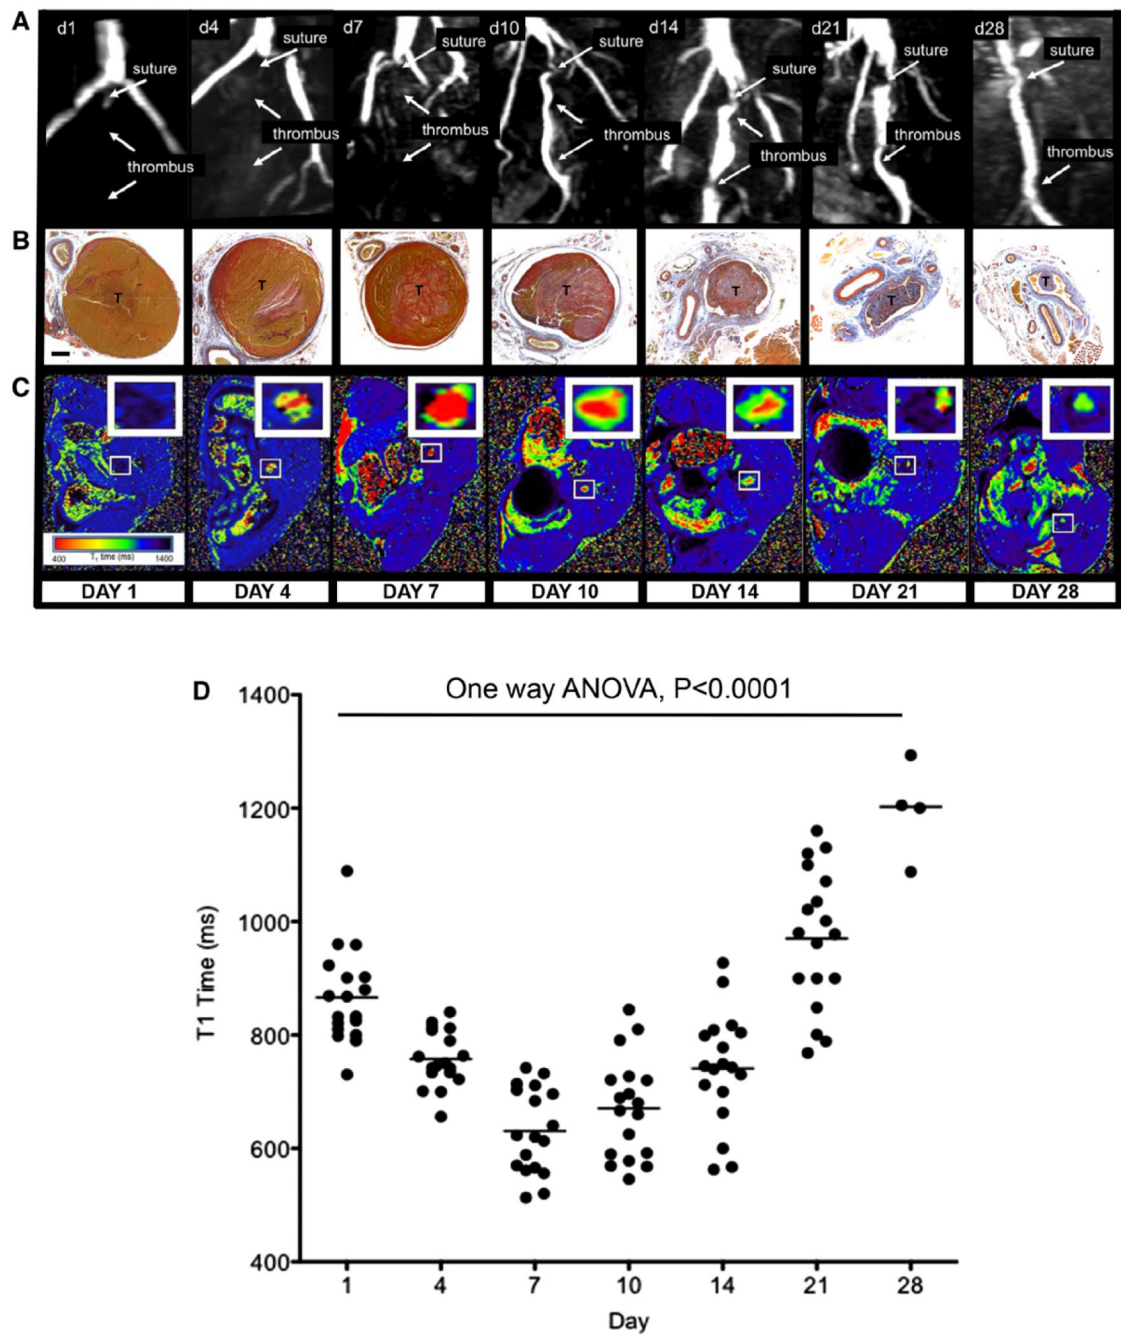 A
d1
d4
d7
d10
d14
d21
d28
suture
suture
suture
suture
suture
suture
suture
thrombus
thrombus
thrombus
thrombus
thrombus
thrombus
thrombus
B
T
T
T
T
T
T
T
C
T1 time (ms)
400
1400
DAY 1
DAY 4
DAY 7
DAY 10
DAY 14
DAY 21
DAY 28
D
One way ANOVA, P<0.0001
T1 Time (ms)
1400
1200
1000
800
600
400
1
4
7
10
14
21
28
Day